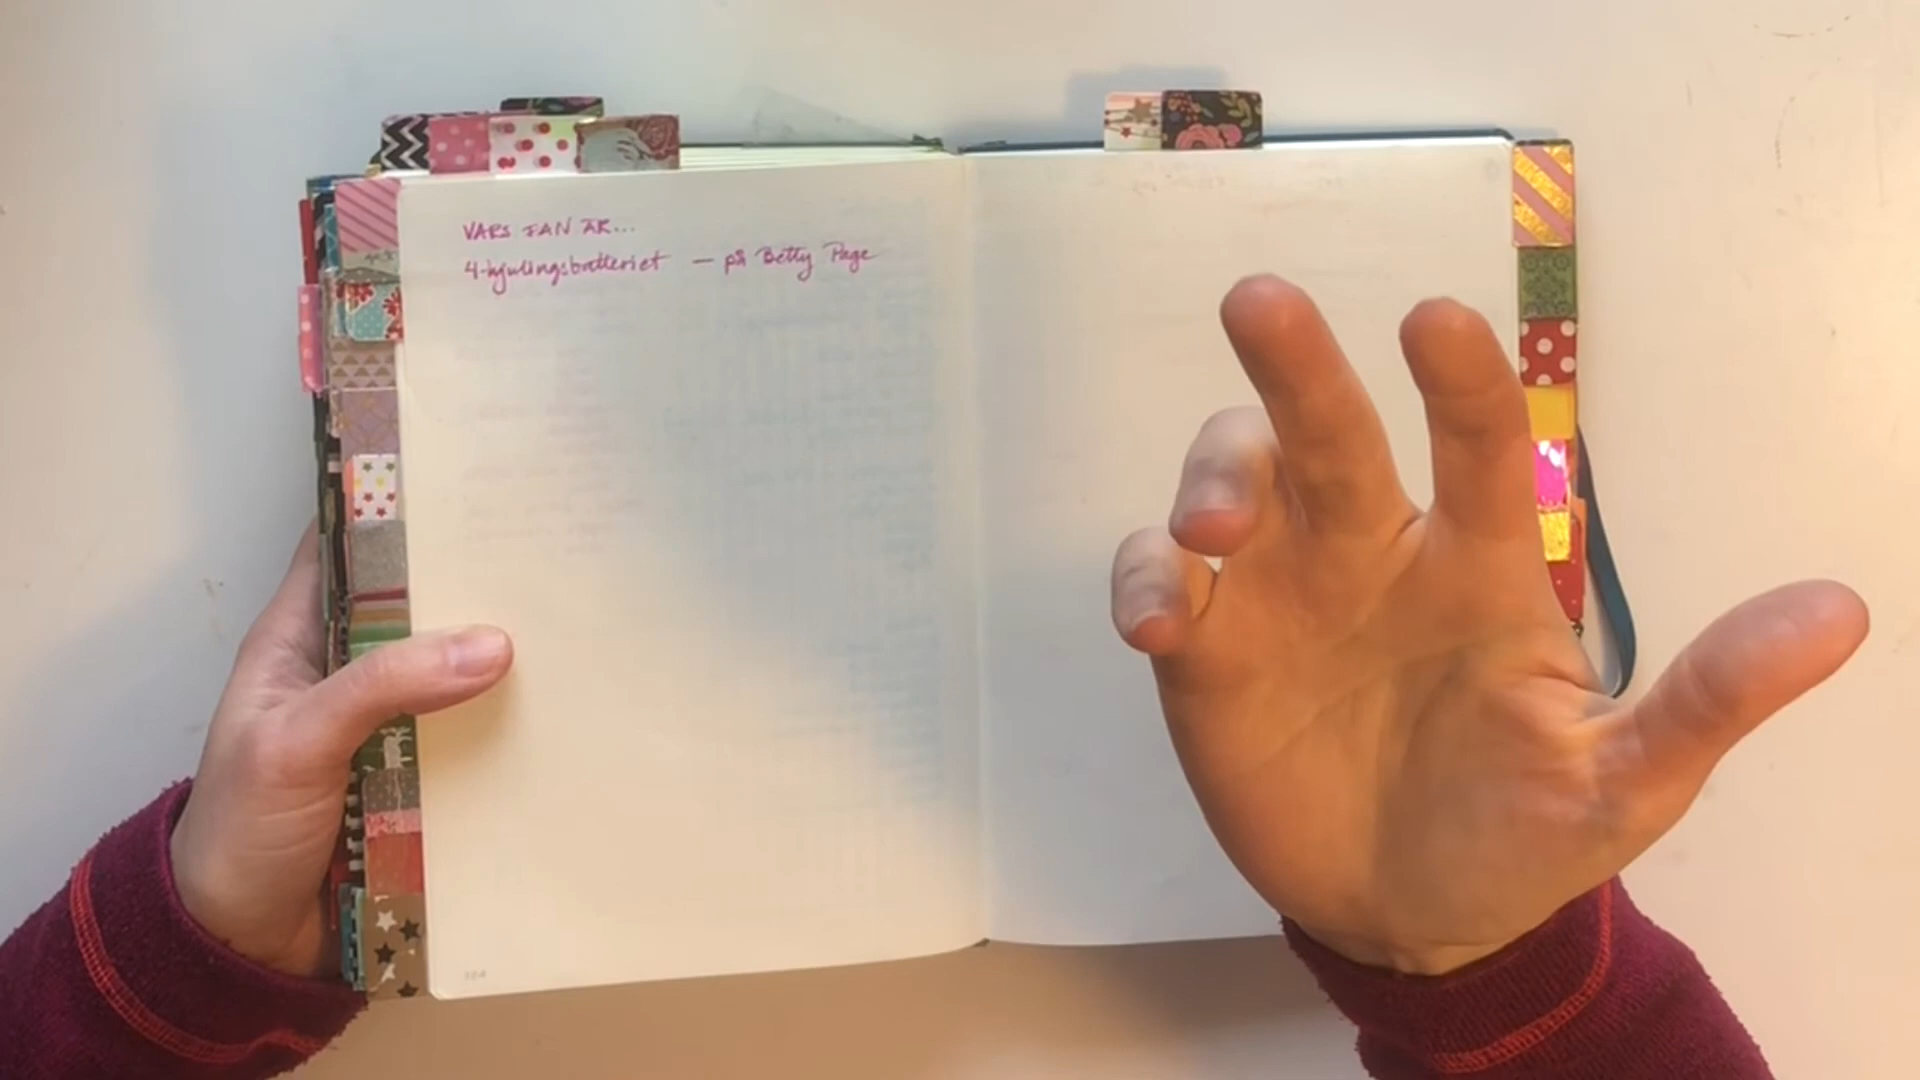 VARS FAN ÄR...
4-hjulingsbatteriet — på Betty Page